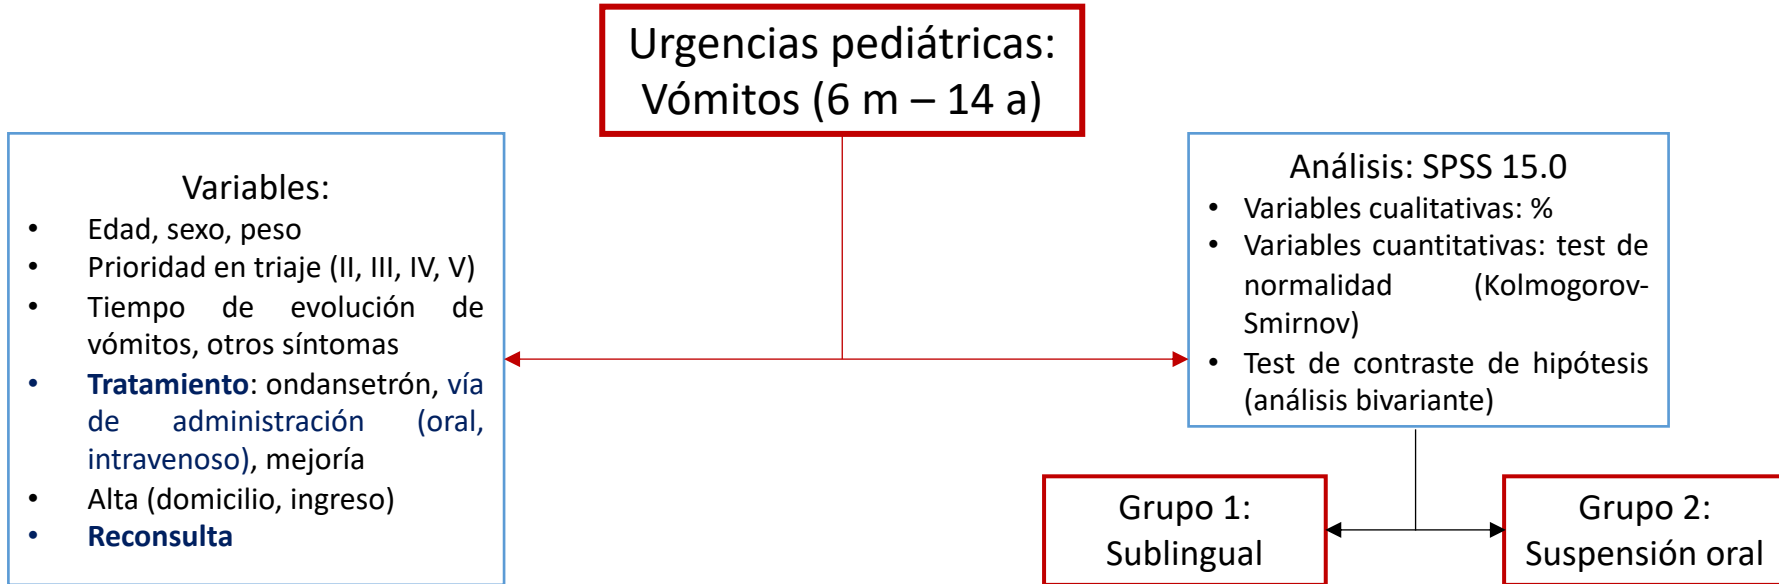 Urgencias pediátricas:
Vómitos (6 m – 14 a)
Variables:
• Edad, sexo, peso
• Prioridad en triaje (II, III, IV, V)
• Tiempo de evolución de
vómitos, otros síntomas
• Tratamiento: ondansetrón, vía
de administración (oral,
intravenoso), mejoría
• Alta (domicilio, ingreso)
• Reconsulta
Análisis: SPSS 15.0
• Variables cualitativas: %
• Variables cuantitativas: test de
normalidad (Kolmogorov-
Smirnov)
• Test de contraste de hipótesis
(análisis bivariante)
Grupo 1:
Sublingual
Grupo 2:
Suspensión oral